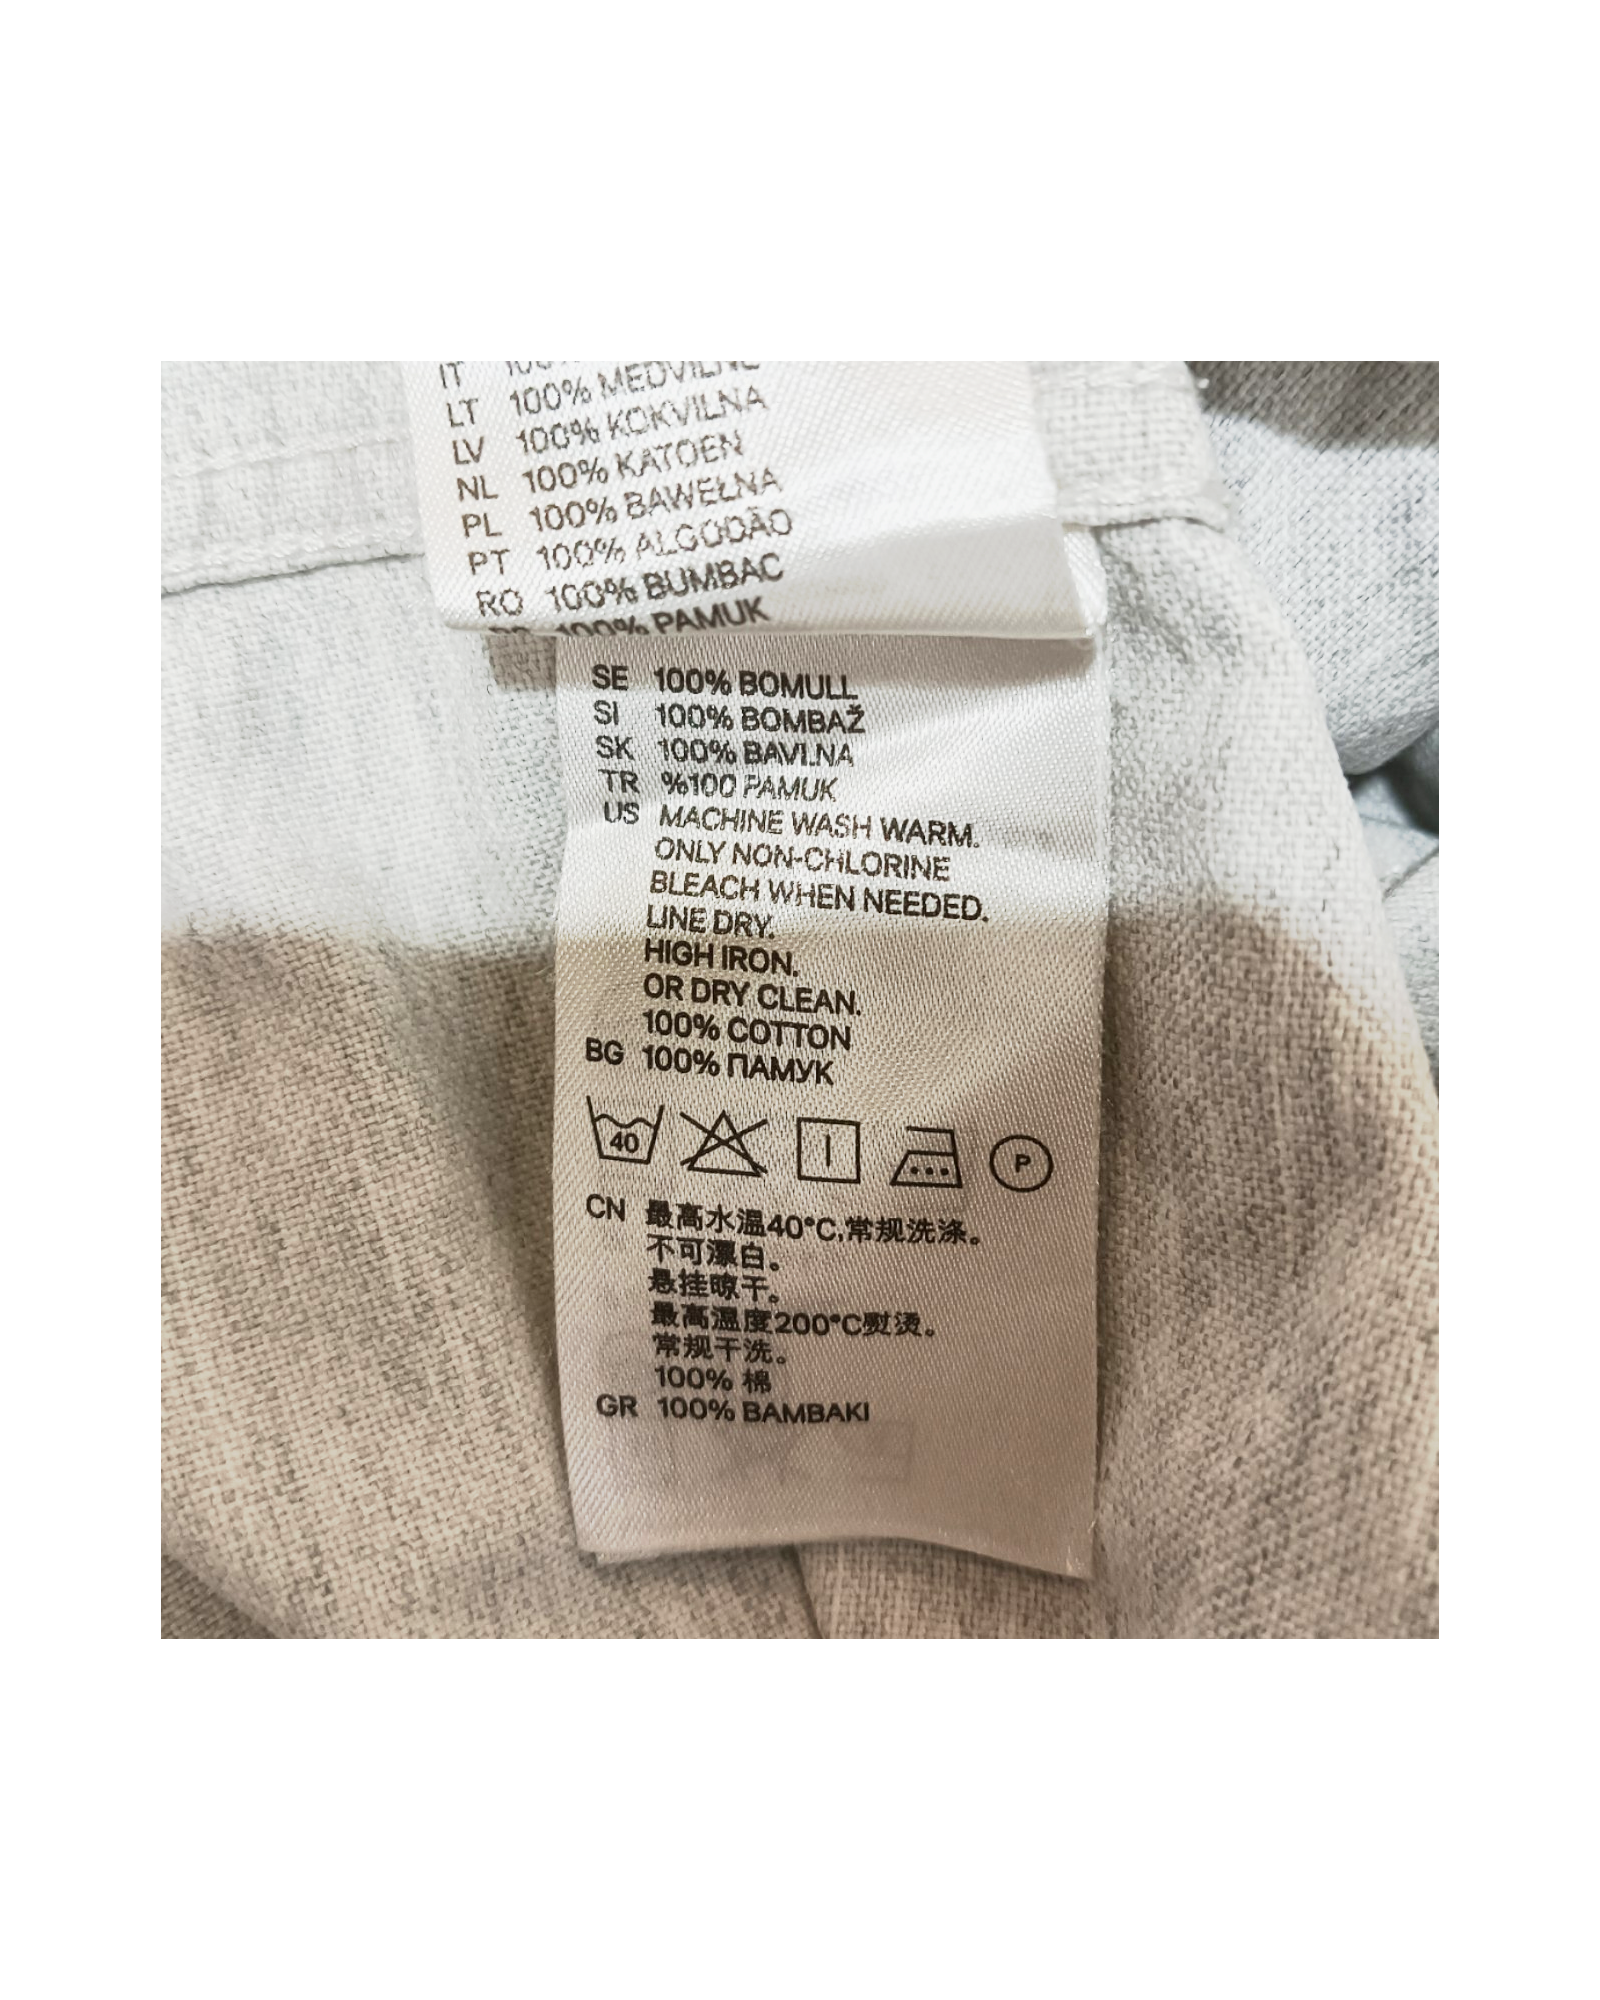 IT 100%
LT 100% MEDVILNĖ
LV 100% KOKVILNA
NL 100% KATOEN
PL 100% BAWEŁNA
PT 100% ALGODÃO
RO 100% BUMBAC
100% PAMUK
SE 100% BOMULL
SI 100% BOMBAŽ
SK 100% BAVLNA
TR %100 PAMUK
US MACHINE WASH WARM.
ONLY NON-CHLORINE
BLEACH WHEN NEEDED.
LINE DRY.
HIGH IRON.
OR DRY CLEAN.
100% COTTON
BG 100% ПАМУК
40 P
CN 最高水温40°C,常规洗涤。
不可漂白。
悬挂晾干。
最高温度200°C熨烫。
常规干洗。
100% 棉
GR 100% BAMBAKI